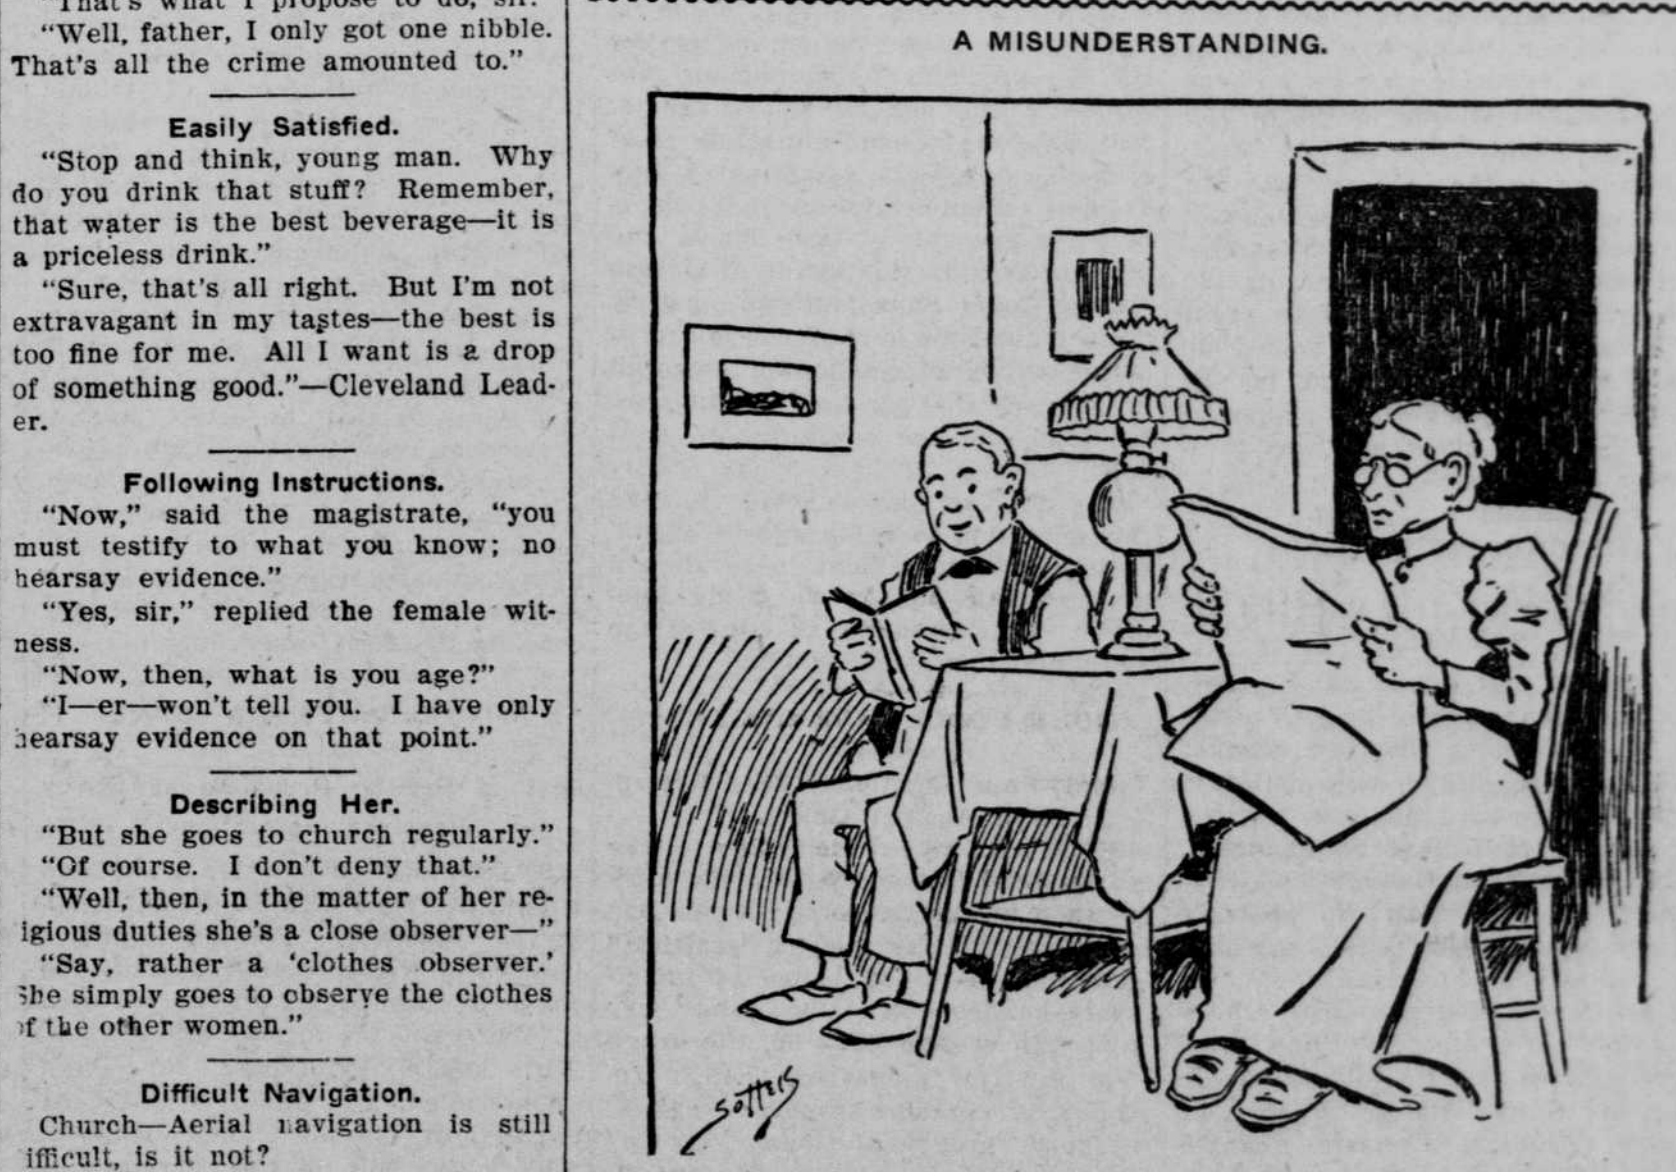 "That's what I propose to do, sir."
"Well, father, I only got one nibble.
That's all the crime amounted to."
Easily Satisfied.
"Stop and think, young man. Why
do you drink that stuff? Remember,
that water is the best beverage—it is
a priceless drink."
"Sure, that's all right. But I'm not
extravagant in my tastes—the best is
too fine for me. All I want is a drop
of something good."—Cleveland Lead-
er.
Following Instructions.
"Now," said the magistrate, "you
must testify to what you know; no
hearsay evidence."
"Yes, sir," replied the female wit-
ness.
"Now, then, what is you age?"
"I—er—won't tell you. I have only
hearsay evidence on that point."
Describing Her.
"But she goes to church regularly."
"Of course. I don't deny that."
"Well, then, in the matter of her re-
igious duties she's a close observer—"
"Say, rather a 'clothes observer.'
She simply goes to observe the clothes
of the other women."
Difficult Navigation.
Church—Aerial navigation is still
ifficult, is it not?
A MISUNDERSTANDING.